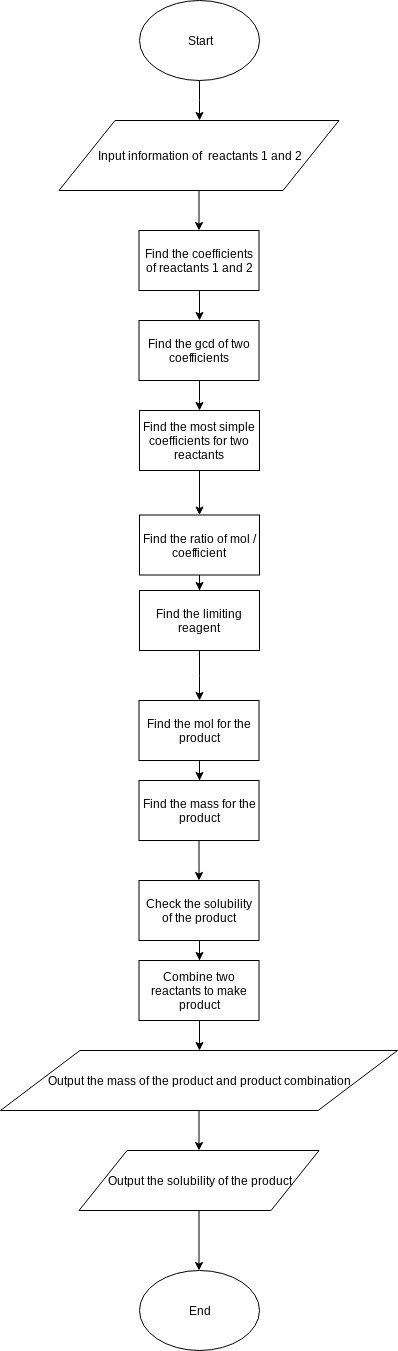 Start
Input information of  reactants 1 and 2
Find the coefficients
of reactants 1 and 2
Find the gcd of two
coefficients
Find the most simple
coefficients for two
reactants
Find the ratio of mol /
coefficient
Find the limiting
reagent
Find the mol for the
product
Find the mass for the
product
Check the solubility
of the product
Combine two
reactants to make
product
Output the mass of the product and product combination
Output the solubility of the product
End